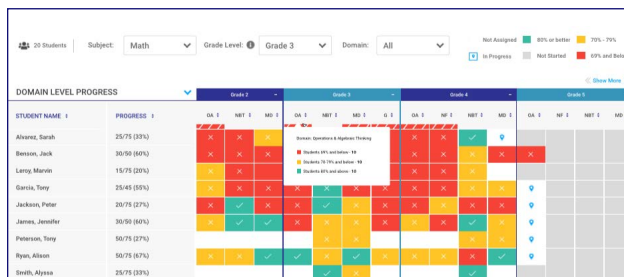 20 Students
Subject:
Math
Grade Level:
Grade 3
Domain:
All
Not Assigned
80% or better
70% - 79%
In Progress
Not Started
69% and Belo
Show More
DOMAIN LEVEL PROGRESS
Grade 2
Grade 3
Grade 4
Grade 5
STUDENT NAME
PROGRESS
OA NBT MD OA NBT MD G OA NF NBT MD OA NF NBT MD
Alvarez, Sarah 25/75 (33%)
Benson, Jack 30/50 (60%)
Leroy, Marvin 15/75 (20%)
Garcia, Tony 25/45 (55%)
Jackson, Peter 20/75 (27%)
James, Jennifer 30/50 (60%)
Peterson, Tony 50/75 (27%)
Ryan, Alison 50/75 (67%)
Smith, Alyssa 25/75 (33%)
Domain: Operations & Algebraic Thinking
Students 69% and below - 10
Students 70-79% and below - 10
Students 80% and above - 10